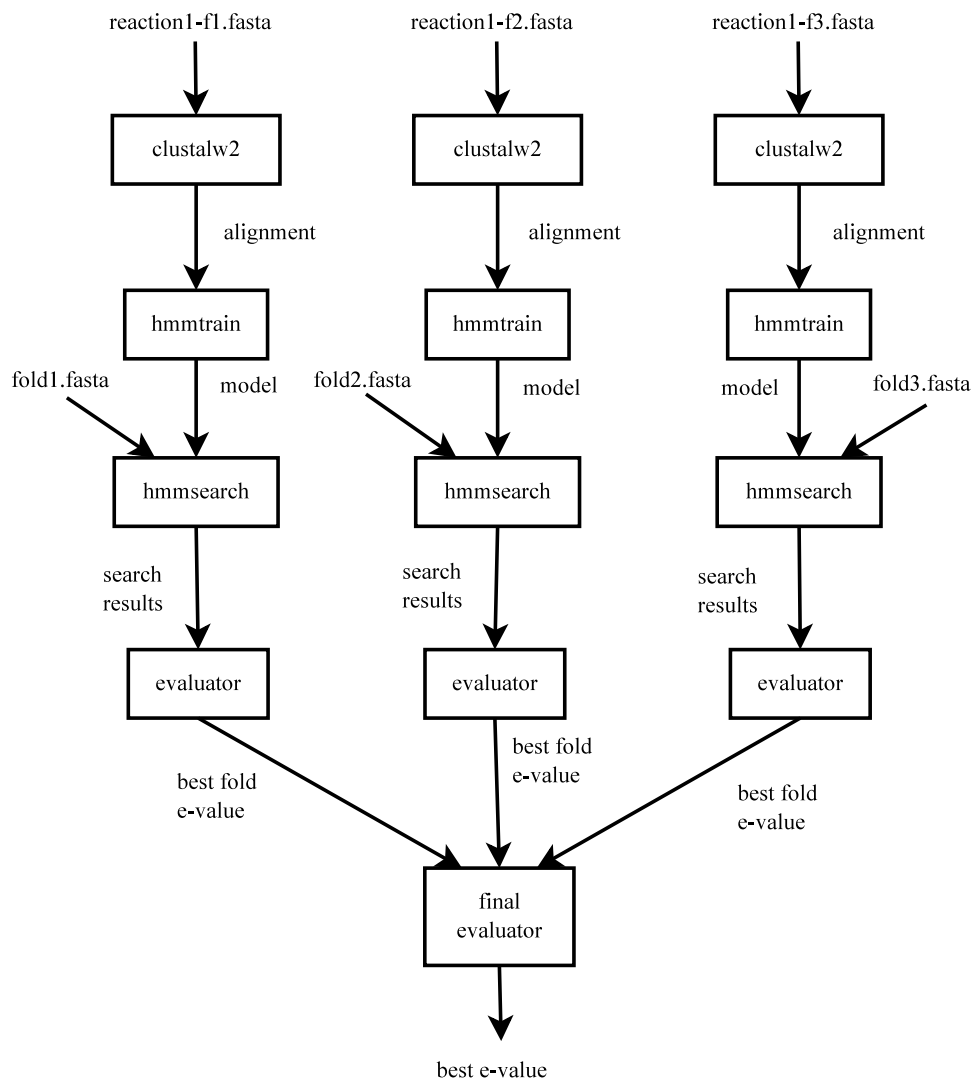 reaction1-f1.fasta
reaction1-f2.fasta
reaction1-f3.fasta
clustalw2
clustalw2
clustalw2
alignment
alignment
alignment
hmmtrain
hmmtrain
hmmtrain
fold1.fasta
model
fold2.fasta
model
model
fold3.fasta
hmmsearch
hmmsearch
hmmsearch
search
results
search
results
search
results
evaluator
evaluator
evaluator
best fold
e-value
best fold
e-value
best fold
e-value
final
evaluator
best e-value